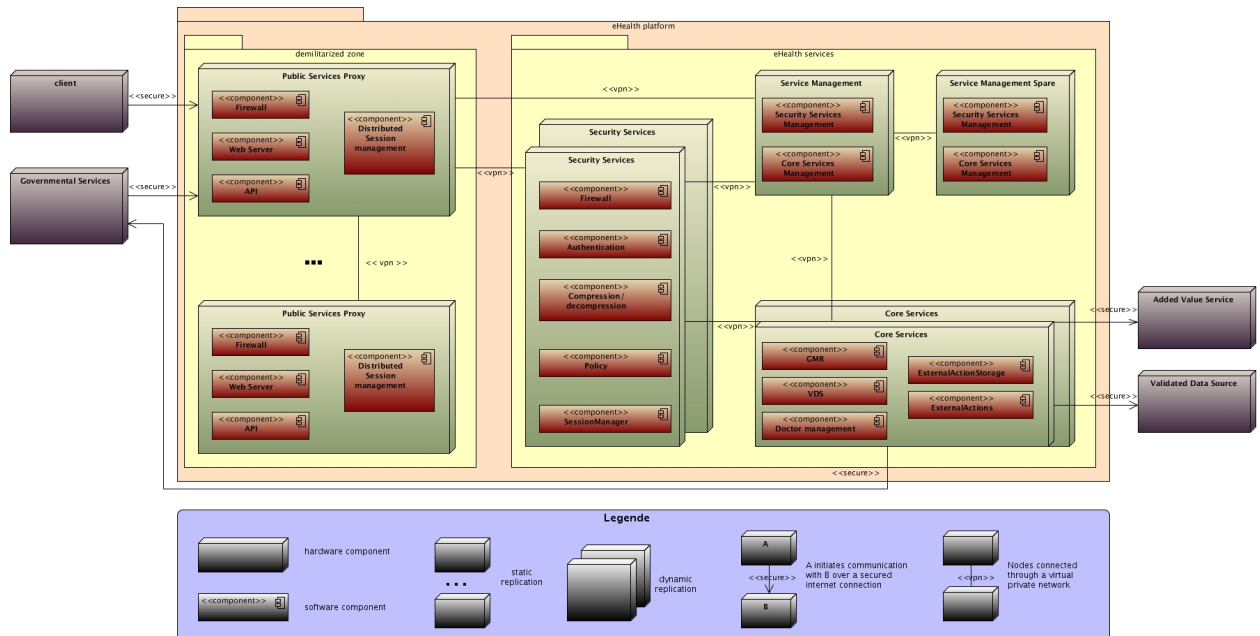 eHealth platform
demilitarized zone
eHealth services
client
<<secure>>
Governmental Services
<<secure>>
Public Services Proxy
<<component>>
Firewall
<<component>>
Web Server
<<component>>
API
<<component>>
Distributed
Session
management
<< vpn >>
Public Services Proxy
<<component>>
Firewall
<<component>>
Web Server
<<component>>
API
<<component>>
Distributed
Session
management
<<vpn>>
<<vpn>>
Security Services
Security Services
<<component>>
Firewall
<<component>>
Authentication
<<component>>
Compression/
decompression
<<component>>
Policy
<<component>>
SessionManager
<<vpn>>
<<vpn>>
Service Management
<<component>>
Security Services
Management
<<component>>
Core Services
Management
<<vpn>>
Service Management Spare
<<component>>
Security Services
Management
<<component>>
Core Services
Management
<<vpn>>
Core Services
Core Services
<<component>>
GMR
<<component>>
VDS
<<component>>
Doctor management
<<component>>
ExternalActionStorage
<<component>>
ExternalActions
<<secure>>
Added Value Service
<<secure>>
Validated Data Source
<<secure>>
Legende
hardware component
<<component>>
software component
static
replication
dynamic
replication
A
<<secure>>
B
A initiates communication
with B over a secured
internet connection
<<vpn>>
Nodes connected
through a virtual
private network